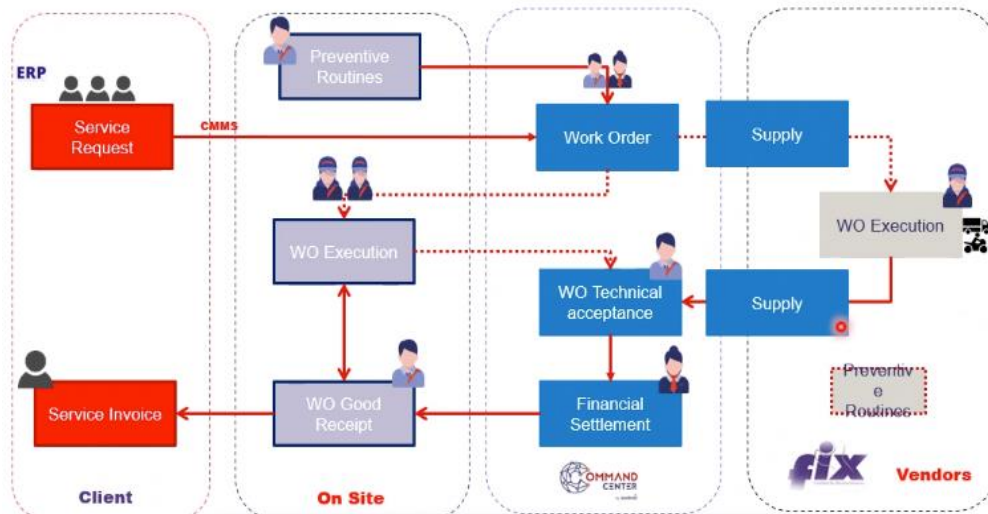 ERP
Preventive
Routines
Service
Request
CMMS
Work Order
Supply
WO Execution
WO Execution
WO Technical
acceptance
Supply
Service Invoice
WO Good
Receipt
Financial
Settlement
Preventiv
e
Routines
Client
On Site
COMMAND
CENTER
fix
Vendors